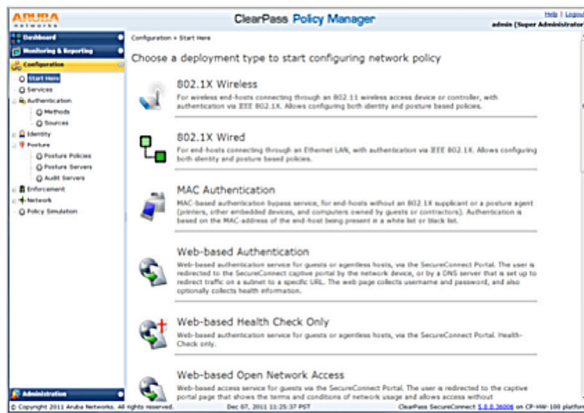 ARUBA
networks
ClearPass Policy Manager
Help | Logout
admin (Super Administrator)
Dashboard
Monitoring & Reporting
Configuration
Start Here
Services
Authentication
Methods
Sources
Identity
Posture
Posture Policies
Posture Servers
Audit Servers
Enforcement
Network
Policy Simulation
Administration
Configuration » Start Here
Choose a deployment type to start configuring network policy
802.1X Wireless
For wireless end-hosts connecting through an 802.11 wireless access device or controller, with
authentication via IEEE 802.1X. Allows configuring both identity and posture based policies.
802.1X Wired
For end-hosts connecting through an Ethernet LAN, with authentication via IEEE 802.1X. Allows configuring
both identity and posture based policies.
MAC Authentication
MAC-based authentication bypass service, for end-hosts without an 802.1X supplicant or a posture agent
(printers, other embedded devices, and computers owned by guests or contractors). Authentication is
based on the MAC-address of the end-host being present in a white list or black list.
Web-based Authentication
Web-based authentication service for guests or agentless hosts, via the SecureConnect Portal. The user is
redirected to the SecureConnect captive portal by the network device, or by a DNS server that is set up to
redirect traffic on a subnet to a specific URL. The web page collects username and password, and also
optionally collects health information.
Web-based Health Check Only
Web-based authentication service for guests or agentless hosts, via the SecureConnect Portal. Health-
Check only.
Web-based Open Network Access
Web-based access service for guests via the SecureConnect Portal. The user is redirected to the captive
portal page that shows the terms and conditions of network usage and allows access without
© Copyright 2011 Aruba Networks. All rights reserved.
Dec 07, 2011 11:25:37 PST
ClearPass SecureConnect 5.0.0.36006 on CP-HW-100 platform